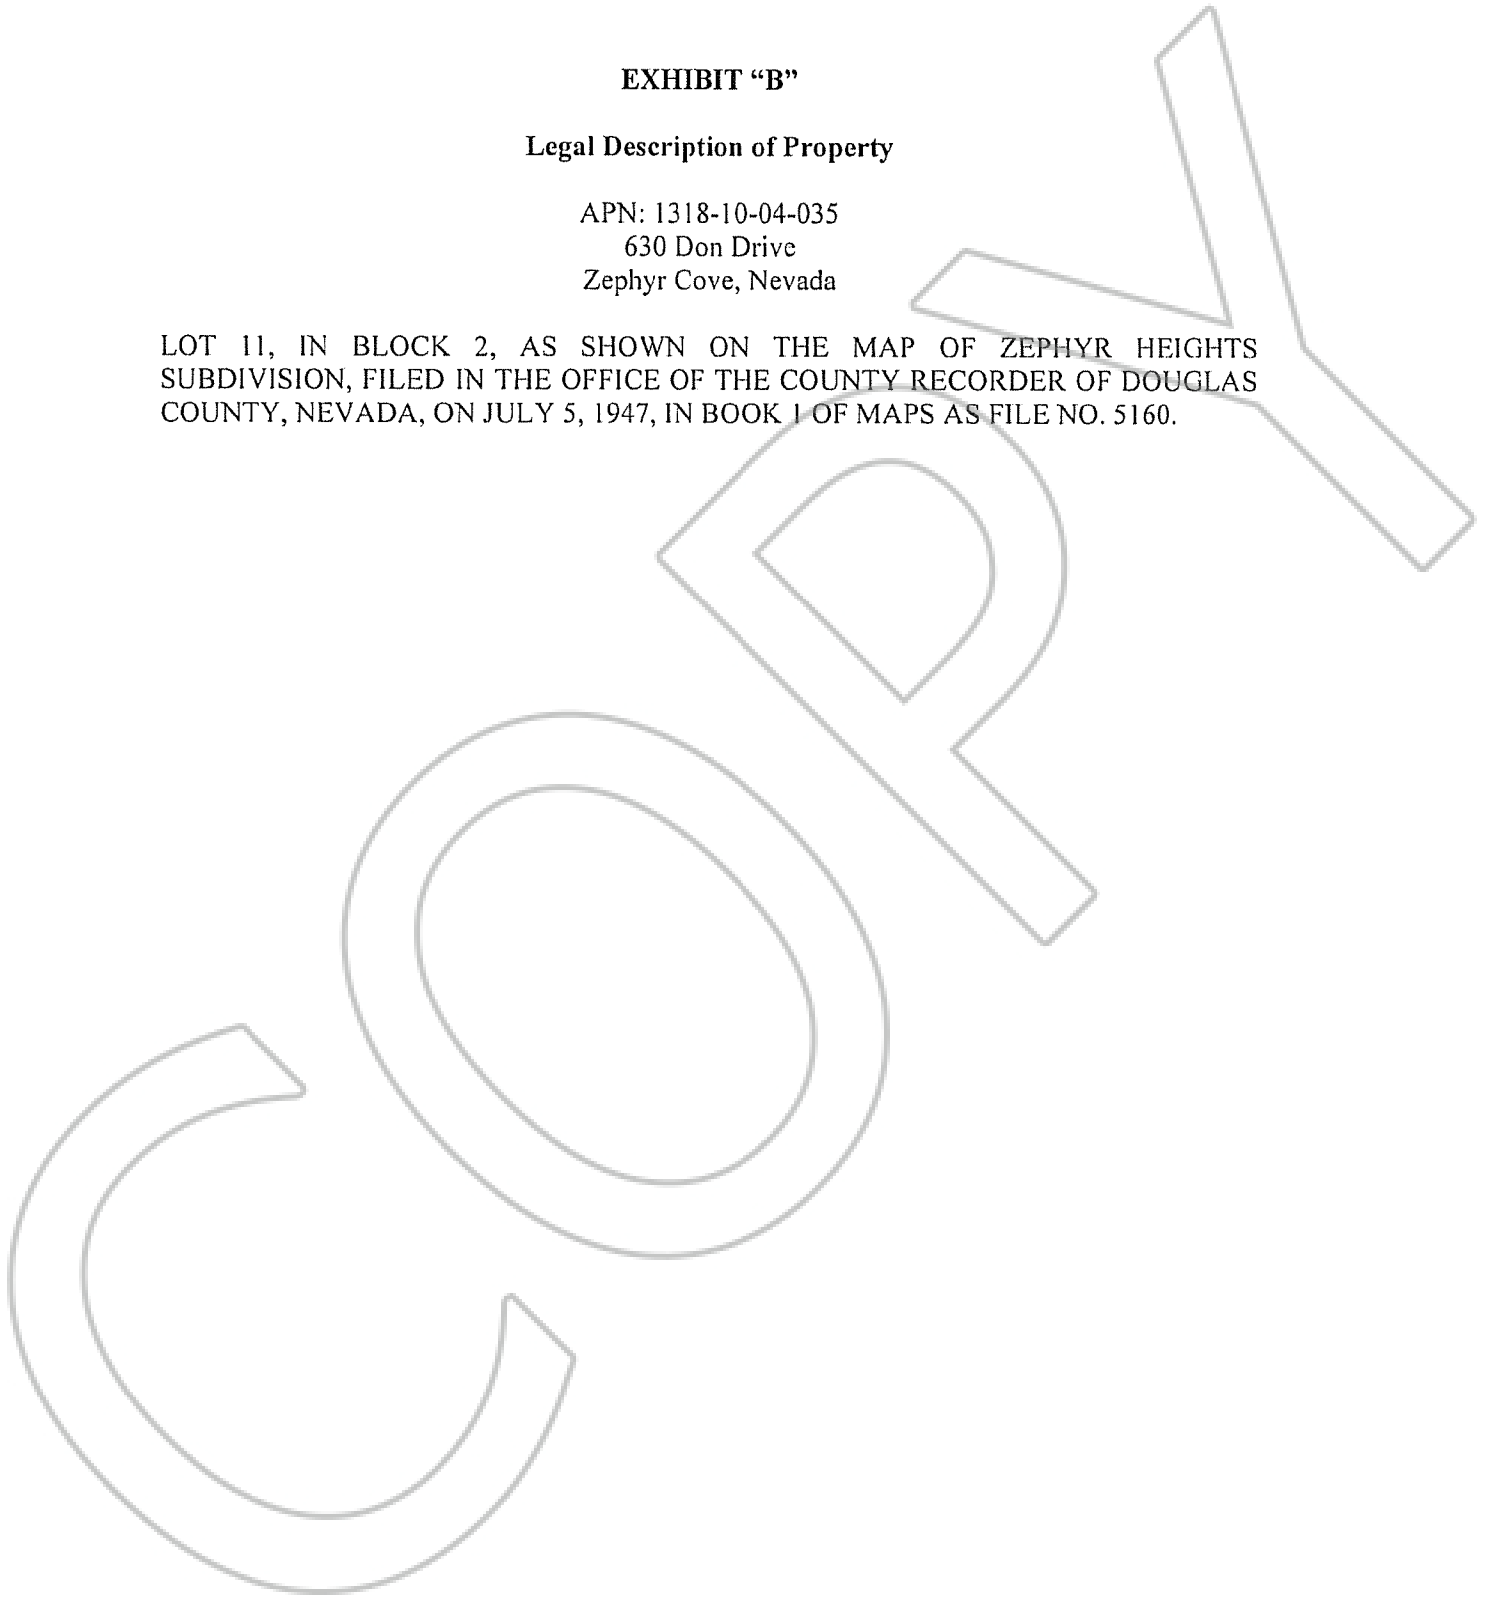 EXHIBIT “B”
Legal Description of Property
APN: 1318-10-04-035
630 Don Drive
Zephyr Cove, Nevada
LOT 11, IN BLOCK 2, AS SHOWN ON THE MAP OF ZEPHYR HEIGHTS
SUBDIVISION, FILED IN THE OFFICE OF THE COUNTY RECORDER OF DOUGLAS
COUNTY, NEVADA, ON JULY 5, 1947, IN BOOK 1 OF MAPS AS FILE NO. 5160.
COPY